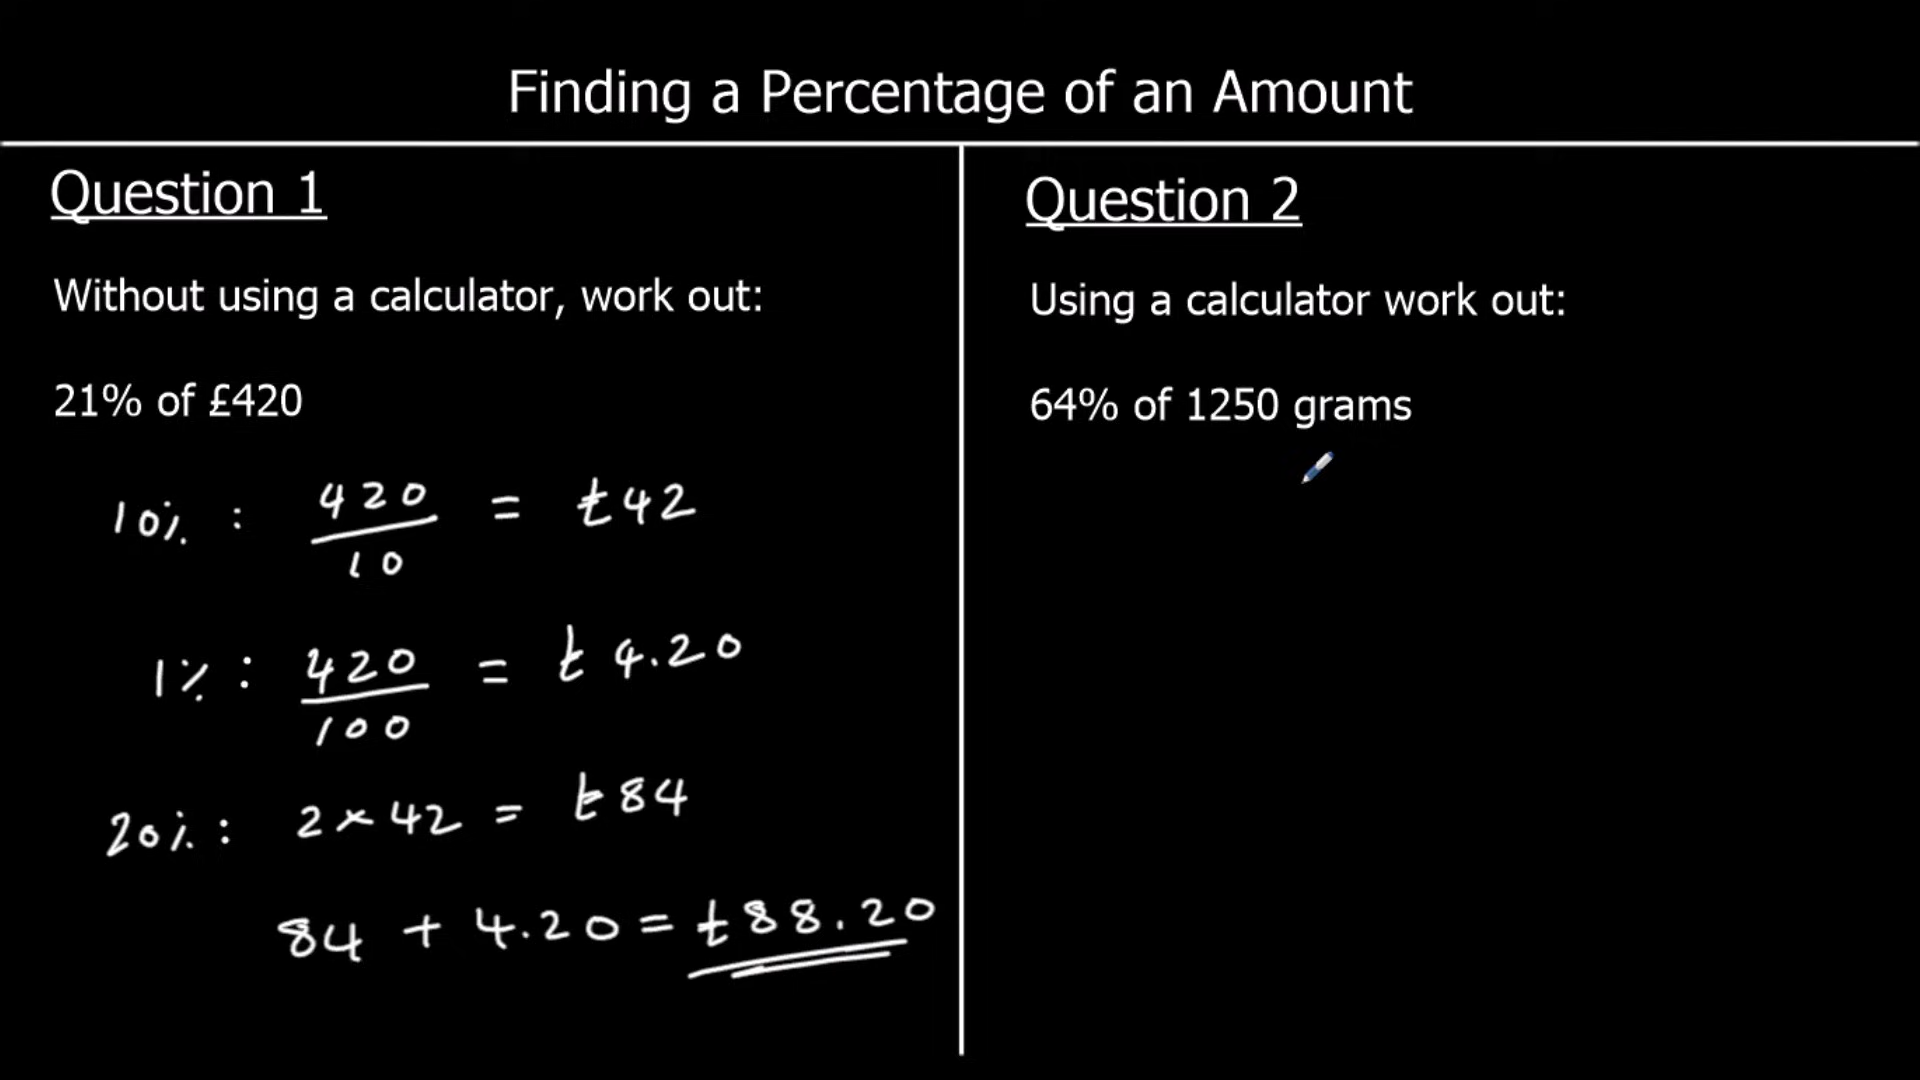 Finding a Percentage of an Amount
Question 1
Without using a calculator, work out:
21% of £420
10% : 420/10 = £42
1% : 420/100 = £4.20
20% : 2 × 42 = £84
84 + 4.20 = £88.20
Question 2
Using a calculator work out:
64% of 1250 grams